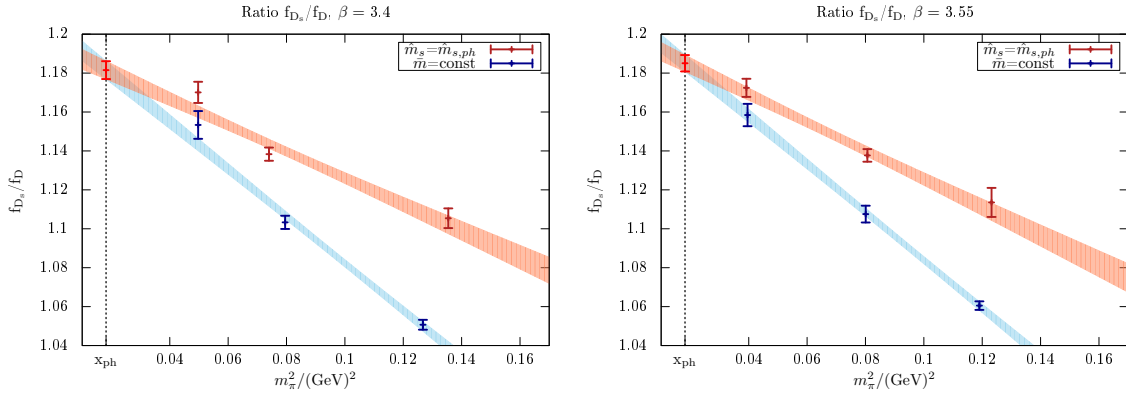 Ratio f_{D_s}/f_D, β = 3.4
f_{D_s}/f_D
1.2
1.18
1.16
1.14
1.12
1.1
1.08
1.06
1.04
m̂_s=m̂_{s,ph}
m̄=const
x_{ph}
0.04
0.06
0.08
0.1
0.12
0.14
0.16
m_π^2/(GeV)^2
Ratio f_{D_s}/f_D, β = 3.55
f_{D_s}/f_D
1.2
1.18
1.16
1.14
1.12
1.1
1.08
1.06
1.04
m̂_s=m̂_{s,ph}
m̄=const
x_{ph}
0.04
0.06
0.08
0.1
0.12
0.14
0.16
m_π^2/(GeV)^2